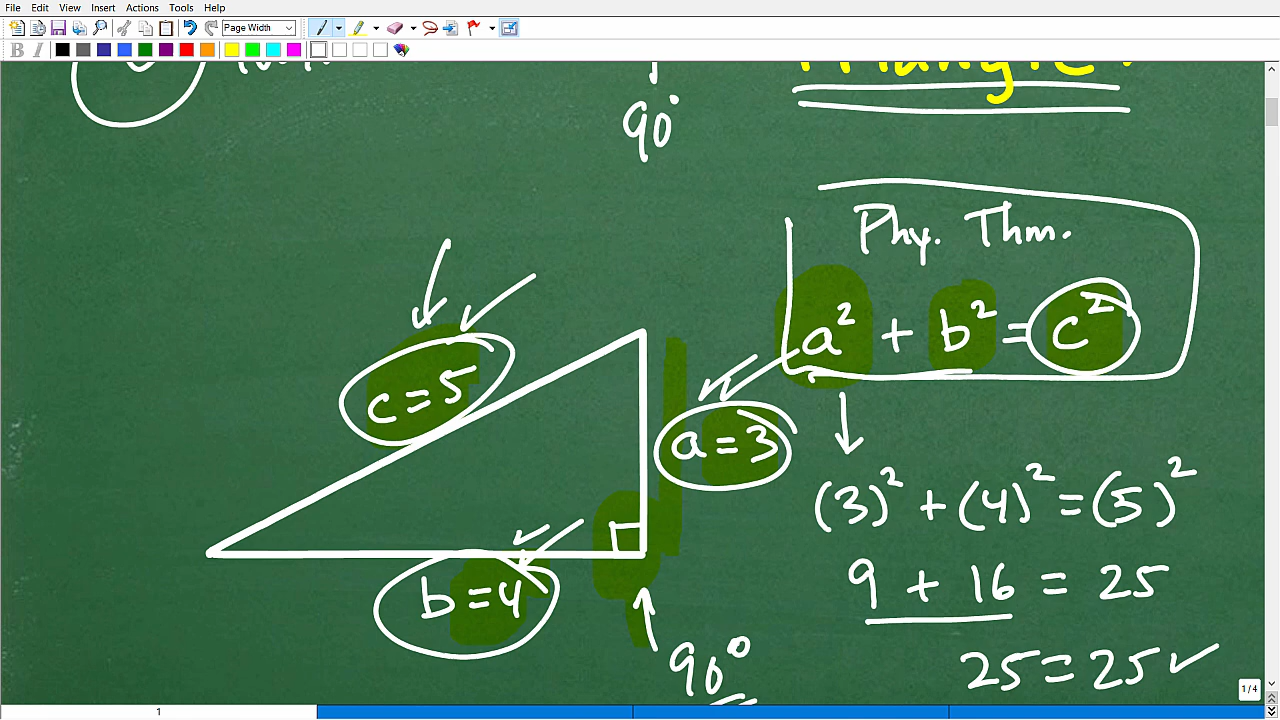 File Edit View Insert Actions Tools Help
Page Width
B I
Triangle
90°
Phy. Thm.
a² + b² = c²
c = 5
a = 3
(3)² + (4)² = (5)²
b = 4
9 + 16 = 25
90°
25 = 25 ✓
1/4
1